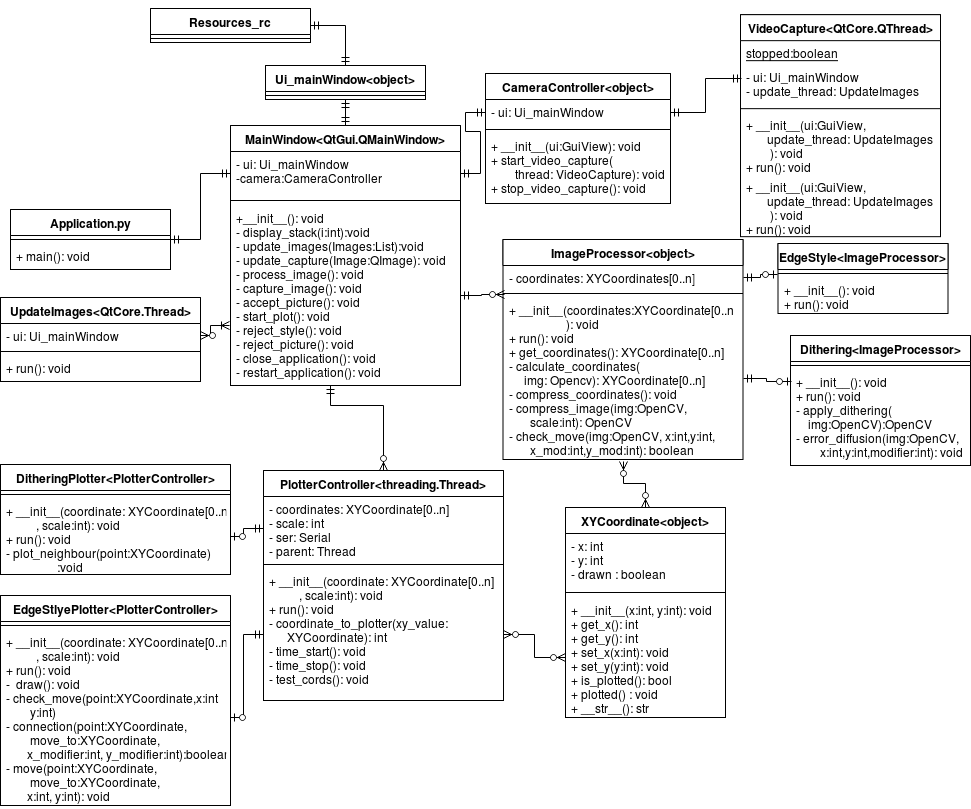 Resources_rc
Ui_mainWindow<object>
MainWindow<QtGui.QMainWindow>
- ui: Ui_mainWindow
-camera:CameraController
+__init__(): void
- display_stack(i:int):void
- update_images(Images:List):void
- update_capture(Image:QImage): void
- process_image(): void
- capture_image(): void
- accept_picture(): void
- start_plot(): void
- reject_style(): void
- reject_picture(): void
- close_application(): void
- restart_application(): void
CameraController<object>
- ui: Ui_mainWindow
+ __init__(ui:GuiView): void
+ start_video_capture(
thread: VideoCapture): void
+ stop_video_capture(): void
VideoCapture<QtCore.QThread>
stopped:boolean
- ui: Ui_mainWindow
- update_thread: UpdateImages
+ __init__(ui:GuiView,
update_thread: UpdateImages
): void
+ run(): void
+ __init__(ui:GuiView,
update_thread: UpdateImages
): void
+ run(): void
Application.py
+ main(): void
UpdateImages<QtCore.Thread>
- ui: Ui_mainWindow
+ run(): void
ImageProcessor<object>
- coordinates: XYCoordinates[0..n]
+ __init__(coordinates:XYCoordinate[0..n
): void
+ run(): void
+ get_coordinates(): XYCoordinate[0..n]
- calculate_coordinates(
img: Opencv): XYCoordinate[0..n]
- compress_coordinates(): void
- compress_image(img:OpenCV,
scale:int): OpenCV
- check_move(img:OpenCV, x:int,y:int,
x_mod:int,y_mod:int): boolean
EdgeStyle<ImageProcessor>
+ __init__(): void
+ run(): void
Dithering<ImageProcessor>
+ __init__(): void
+ run(): void
- apply_dithering(
img:OpenCV):OpenCV
- error_diffusion(img:OpenCV,
x:int,y:int,modifier:int): void
DitheringPlotter<PlotterController>
+ __init__(coordinate: XYCoordinate[0..n
, scale:int): void
+ run(): void
- plot_neighbour(point:XYCoordinate)
:void
EdgeStlyePlotter<PlotterController>
+ __init__(coordinate: XYCoordinate[0..n
, scale:int): void
+ run(): void
- draw(): void
- check_move(point:XYCoordinate,x:int
y:int)
- connection(point:XYCoordinate,
move_to:XYCoordinate,
x_modifier:int, y_modifier:int):boolear
- move(point:XYCoordinate,
move_to:XYCoordinate,
x:int, y:int): void
PlotterController<threading.Thread>
- coordinates: XYCoordinate[0..n]
- scale: int
- ser: Serial
- parent: Thread
+ __init__(coordinate: XYCoordinate[0..n]
, scale:int): void
+ run(): void
- coordinate_to_plotter(xy_value:
XYCoordinate): int
- time_start(): void
- time_stop(): void
- test_cords(): void
XYCoordinate<object>
- x: int
- y: int
- drawn : boolean
+ __init__(x:int, y:int): void
+ get_x(): int
+ get_y(): int
+ set_x(x:int): void
+ set_y(y:int): void
+ is_plotted(): bool
+ plotted() : void
+ __str__(): str